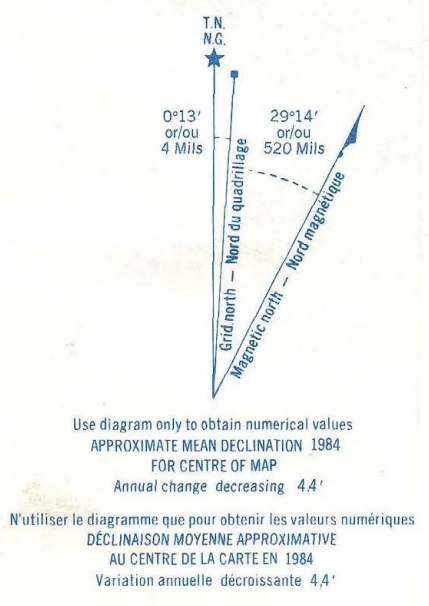 T.N.
N.G.
0°13′
or/ou
4 Mils
29°14′
or/ou
520 Mils
Grid north — Nord du quadrillage
Magnetic north — Nord magnétique
Use diagram only to obtain numerical values
APPROXIMATE MEAN DECLINATION 1984
FOR CENTRE OF MAP
Annual change decreasing 4.4′
N'utiliser le diagramme que pour obtenir les valeurs numériques
DÉCLINAISON MOYENNE APPROXIMATIVE
AU CENTRE DE LA CARTE EN 1984
Variation annuelle décroissante 4,4′